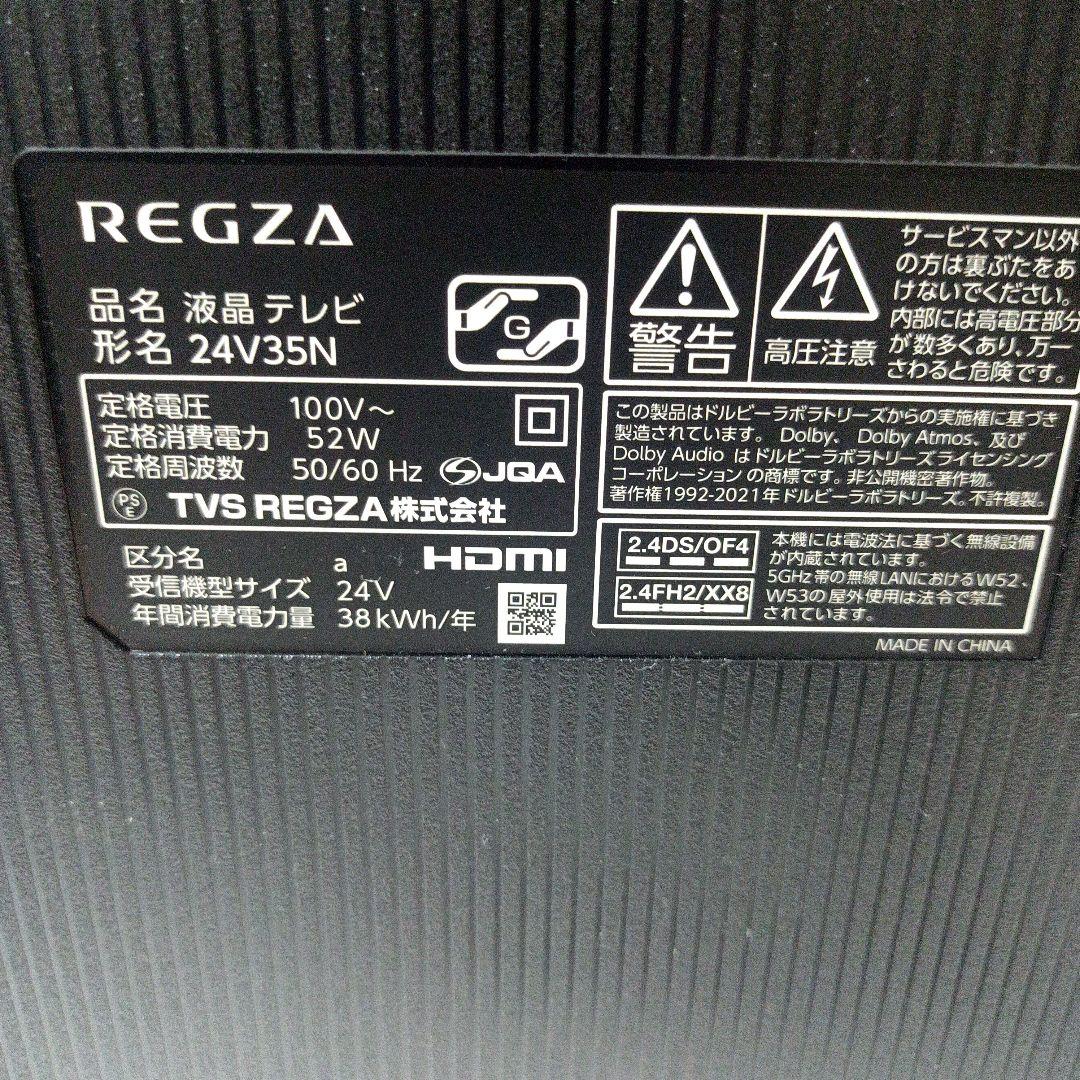 REGZA
品名 液晶テレビ
形名 24V35N
G
定格電圧 100V～
定格消費電力 52W
定格周波数 50/60 Hz
JQA
PS
E
TVS REGZA株式会社
区分名 a
HDMI
受信機型サイズ 24V
年間消費電力量 38kWh/年
警告
高圧注意
サービスマン以外
の方は裏ぶたをあ
けないでください。
内部には高電圧部分
が数多くあり、万一
さわると危険です。
この製品はドルビーラボラトリーズからの実施権に基づき
製造されています。 Dolby、 Dolby Atmos、及び
Dolby Audio はドルビーラボラトリーズライセンシング
コーポレーションの商標です。非公開機密著作物。
著作権1992-2021年ドルビーラボラトリーズ。不許複製。
2.4DS/OF4
2.4FH2/XX8
本機には電波法に基づく無線設備
が内蔵されています。
5GHz帯の無線LANにおけるW52、
W53の屋外使用は法令で禁止
されています。
MADE IN CHINA